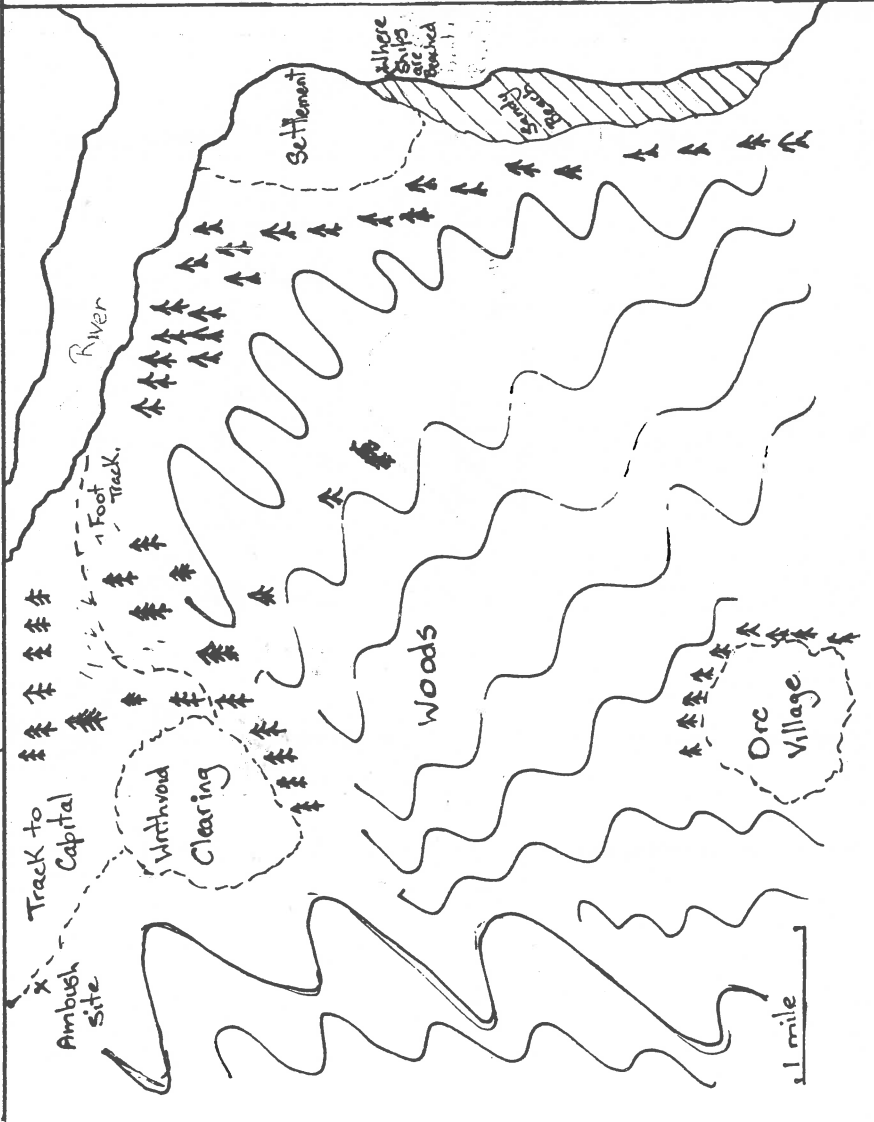 x Where
Ships
are
Beached
Sandy
Beach
Settlement
River
Foot
Track.
Woods
Track to
Capital
Clearing
Orc
Village
x
Ambush
Site
1 mile